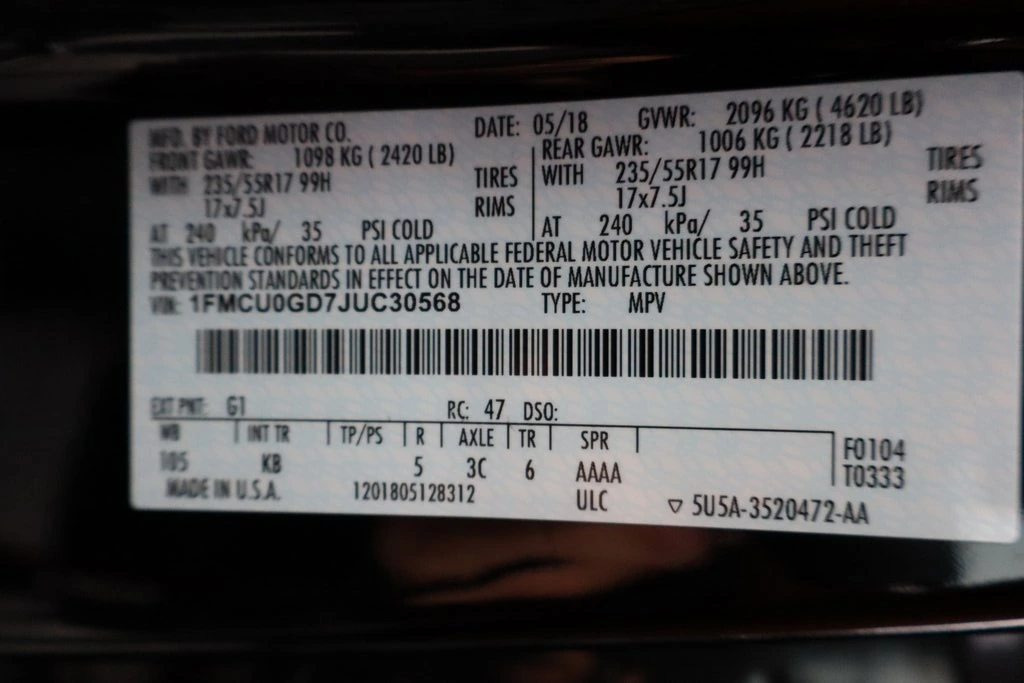 MFD. BY FORD MOTOR CO. DATE: 05/18 GVWR: 2096 KG ( 4620 LB)
FRONT GAWR: 1098 KG ( 2420 LB) REAR GAWR: 1006 KG ( 2218 LB)
WITH 235/55R17 99H TIRES WITH 235/55R17 99H TIRES
17x7.5J RIMS 17x7.5J RIMS
AT 240 kPa/ 35 PSI COLD AT 240 kPa/ 35 PSI COLD
THIS VEHICLE CONFORMS TO ALL APPLICABLE FEDERAL MOTOR VEHICLE SAFETY AND THEFT
PREVENTION STANDARDS IN EFFECT ON THE DATE OF MANUFACTURE SHOWN ABOVE.
VIN: 1FMCU0GD7JUC30568 TYPE: MPV
EXT PNT: G1 RC: 47 DSO:
WB INT TR TP/PS R AXLE TR SPR F0104
105 KB 5 3C 6 AAAA T0333
MADE IN U.S.A. 1201805128312 ULC ▽ 5U5A-3520472-AA